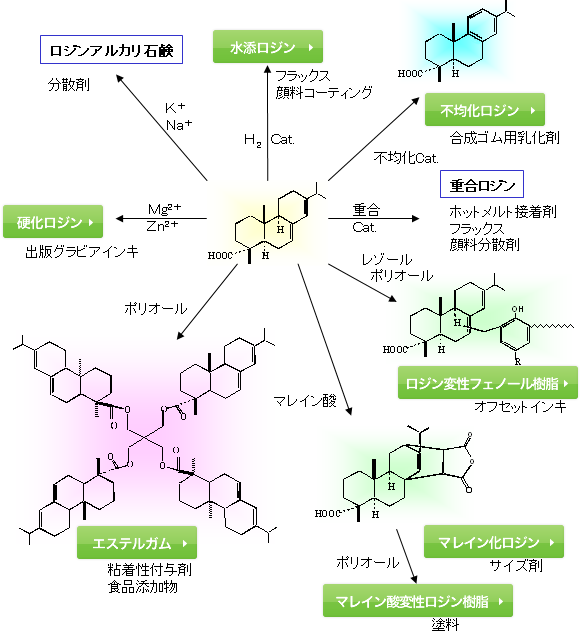 ロジンアルカリ石鹸
分散剤
K⁺
Na⁺
水添ロジン
フラックス
顔料コーティング
H₂ Cat.
HOOC
H
不均化ロジン
合成ゴム用乳化剤
不均化Cat.
硬化ロジン
Mg²⁺
Zn²⁺
出版グラビアインキ
HOOC
H
H
重合
Cat.
重合ロジン
ホットメルト接着剤
フラックス
顔料分散剤
レゾール
ポリオール
HOOC
H
H
OH
R
ロジン変性フェノール樹脂
オフセットインキ
ポリオール
O
O
O
O
O
O
O
O
エステルガム
粘着性付与剤
食品添加物
マレイン酸
HOOC
H
H
O
O
O
マレイン化ロジン
サイズ剤
ポリオール
マレイン酸変性ロジン樹脂
塗料